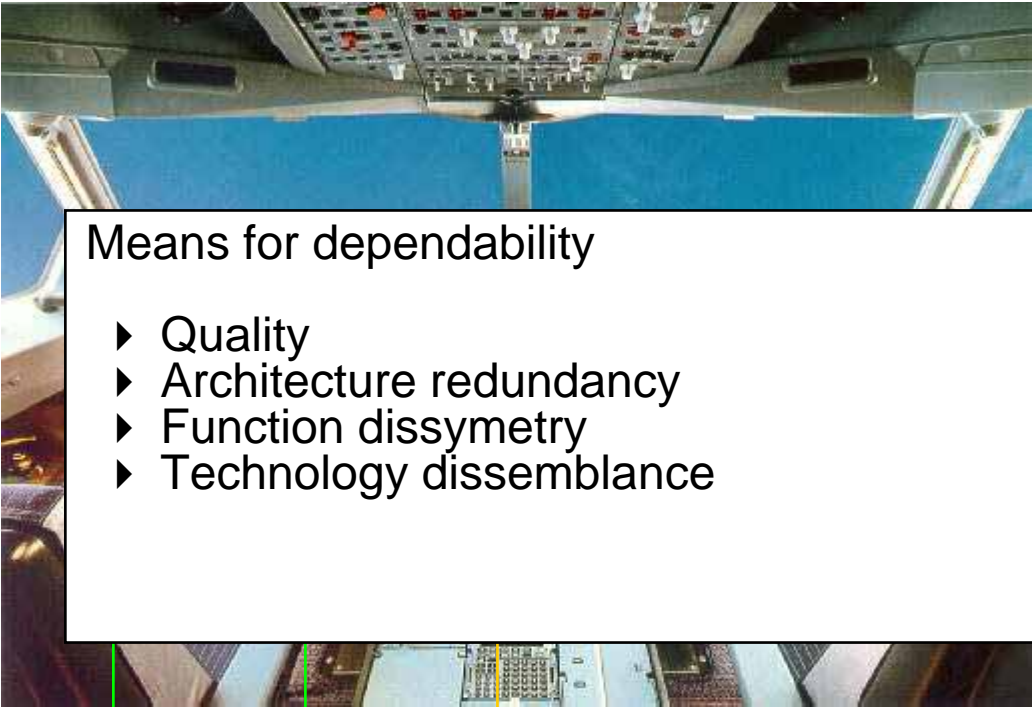 Means for dependability
Quality
Architecture redundancy
Function dissymetry
Technology dissemblance